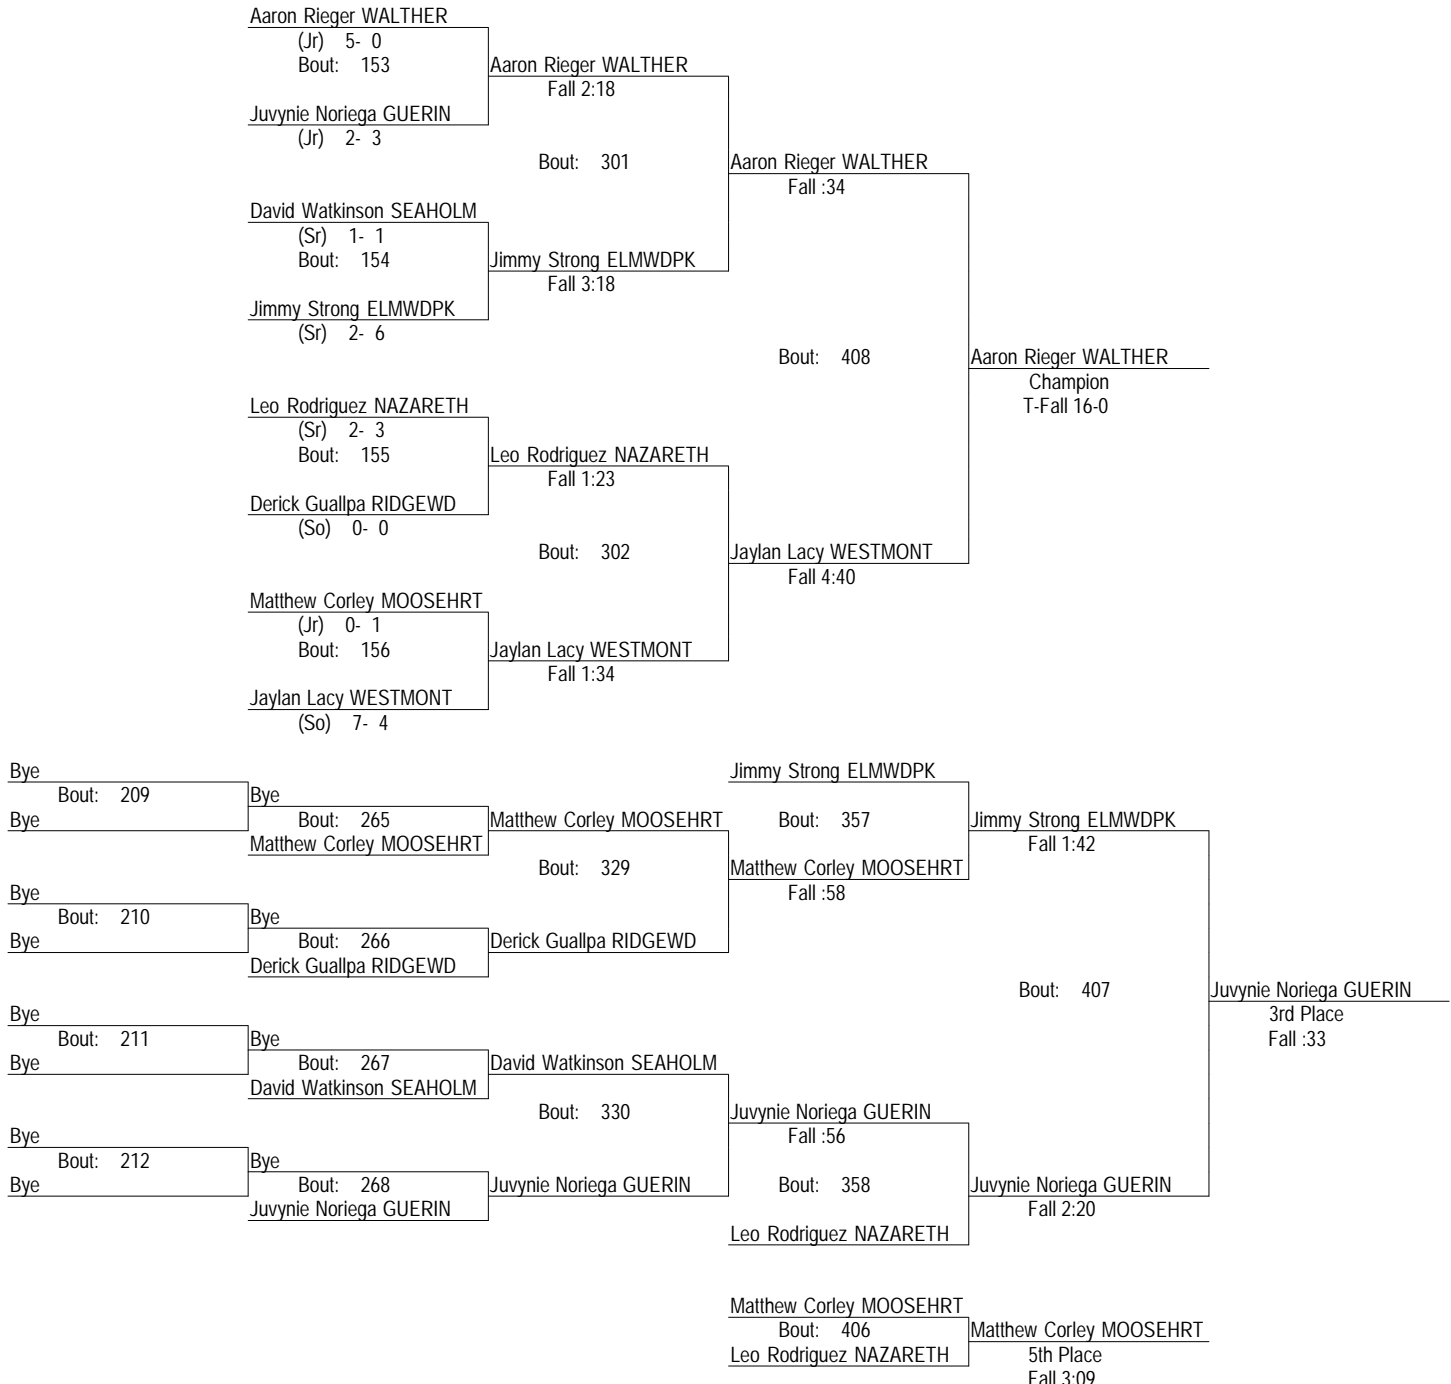 Aaron Rieger WALTHER
(Jr) 5- 0
Bout: 153
Aaron Rieger WALTHER
Fall 2:18
Juvynie Noriega GUERIN
(Jr) 2- 3
Bout: 301
Aaron Rieger WALTHER
Fall :34
David Watkinson SEAHOLM
(Sr) 1- 1
Bout: 154
Jimmy Strong ELMWDPK
Fall 3:18
Jimmy Strong ELMWDPK
(Sr) 2- 6
Bout: 408
Aaron Rieger WALTHER
Champion
T-Fall 16-0
Leo Rodriguez NAZARETH
(Sr) 2- 3
Bout: 155
Leo Rodriguez NAZARETH
Fall 1:23
Derick Guallpa RIDGEWD
(So) 0- 0
Bout: 302
Jaylan Lacy WESTMONT
Fall 4:40
Matthew Corley MOOSEHRT
(Jr) 0- 1
Bout: 156
Jaylan Lacy WESTMONT
Fall 1:34
Jaylan Lacy WESTMONT
(So) 7- 4
Bye
Bout: 209
Bye
Bye
Bout: 265
Matthew Corley MOOSEHRT
Matthew Corley MOOSEHRT
Bout: 329
Jimmy Strong ELMWDPK
Bout: 357
Matthew Corley MOOSEHRT
Fall :58
Jimmy Strong ELMWDPK
Fall 1:42
Bye
Bout: 210
Bye
Bye
Bout: 266
Derick Guallpa RIDGEWD
Derick Guallpa RIDGEWD
Bout: 407
Juvynie Noriega GUERIN
3rd Place
Fall :33
Bye
Bout: 211
Bye
Bye
Bout: 267
David Watkinson SEAHOLM
David Watkinson SEAHOLM
Bout: 330
Juvynie Noriega GUERIN
Fall :56
Bye
Bout: 212
Bye
Bye
Bout: 268
Juvynie Noriega GUERIN
Juvynie Noriega GUERIN
Bout: 358
Juvynie Noriega GUERIN
Fall 2:20
Leo Rodriguez NAZARETH
Matthew Corley MOOSEHRT
Bout: 406
Leo Rodriguez NAZARETH
Matthew Corley MOOSEHRT
5th Place
Fall 3:09